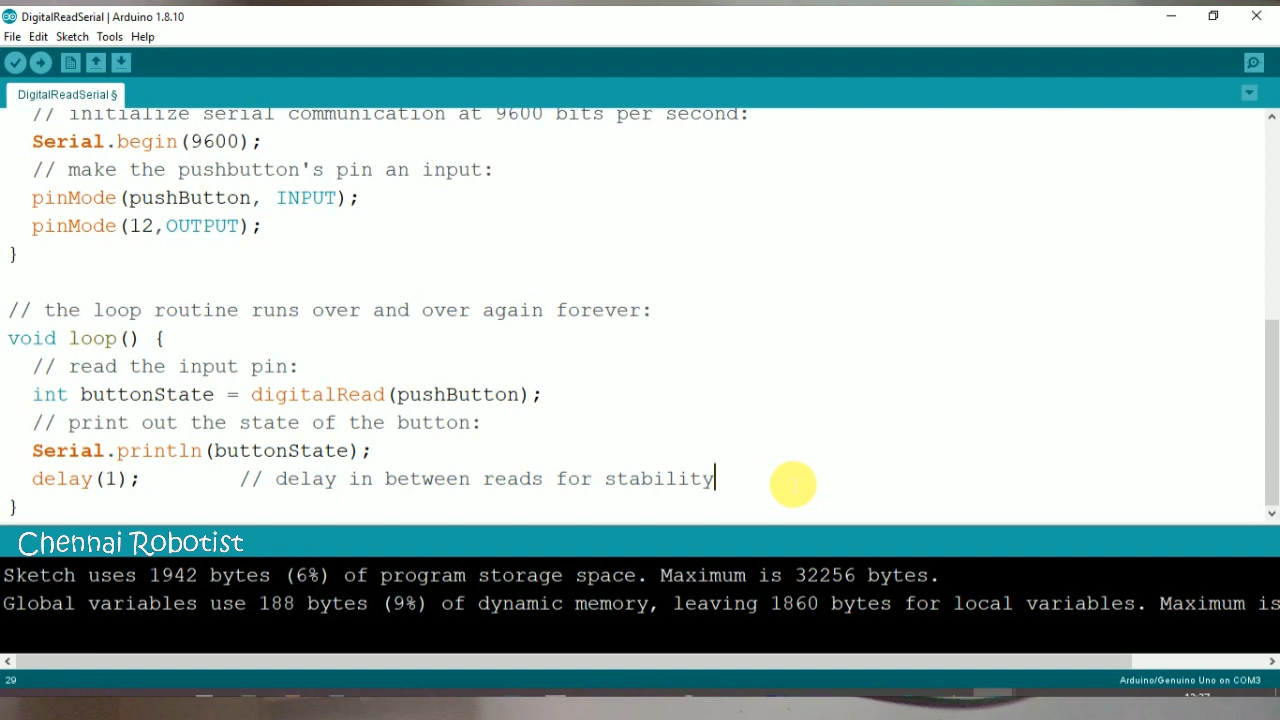 DigitalReadSerial | Arduino 1.8.10
File Edit Sketch Tools Help
DigitalReadSerial §
// initialize serial communication at 9600 bits per second:
Serial.begin(9600);
// make the pushbutton's pin an input:
pinMode(pushButton, INPUT);
pinMode(12,OUTPUT);
}
// the loop routine runs over and over again forever:
void loop() {
// read the input pin:
int buttonState = digitalRead(pushButton);
// print out the state of the button:
Serial.println(buttonState);
delay(1);        // delay in between reads for stability
}
Chennai Robotist
Sketch uses 1942 bytes (6%) of program storage space. Maximum is 32256 bytes.
Global variables use 188 bytes (9%) of dynamic memory, leaving 1860 bytes for local variables. Maximum is
29
Arduino/Genuino Uno on COM3